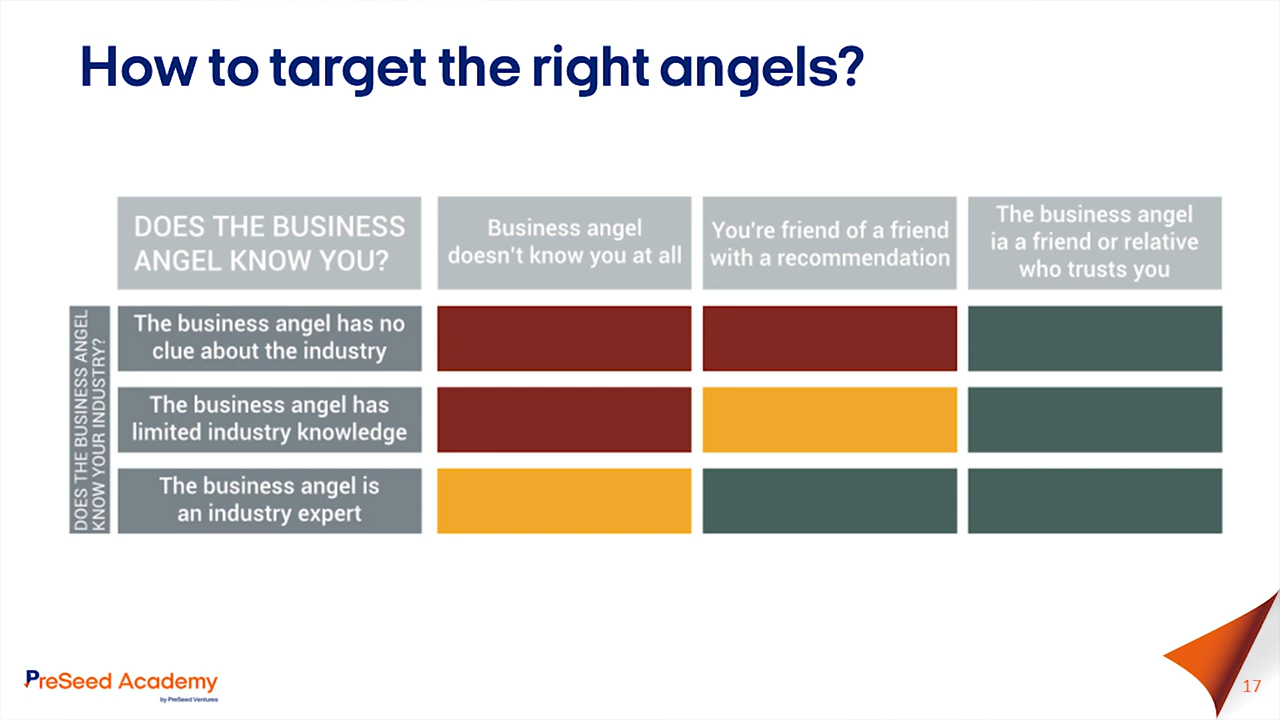 How to target the right angels?
DOES THE BUSINESS
ANGEL KNOW YOU?
Business angel
doesn't know you at all
You're friend of a friend
with a recommendation
The business angel
ia a friend or relative
who trusts you
DOES THE BUSINESS ANGEL
KNOW YOUR INDUSTRY?
The business angel has no
clue about the industry
The business angel has
limited industry knowledge
The business angel is
an industry expert
PreSeed Academy
by PreSeed Ventures
17